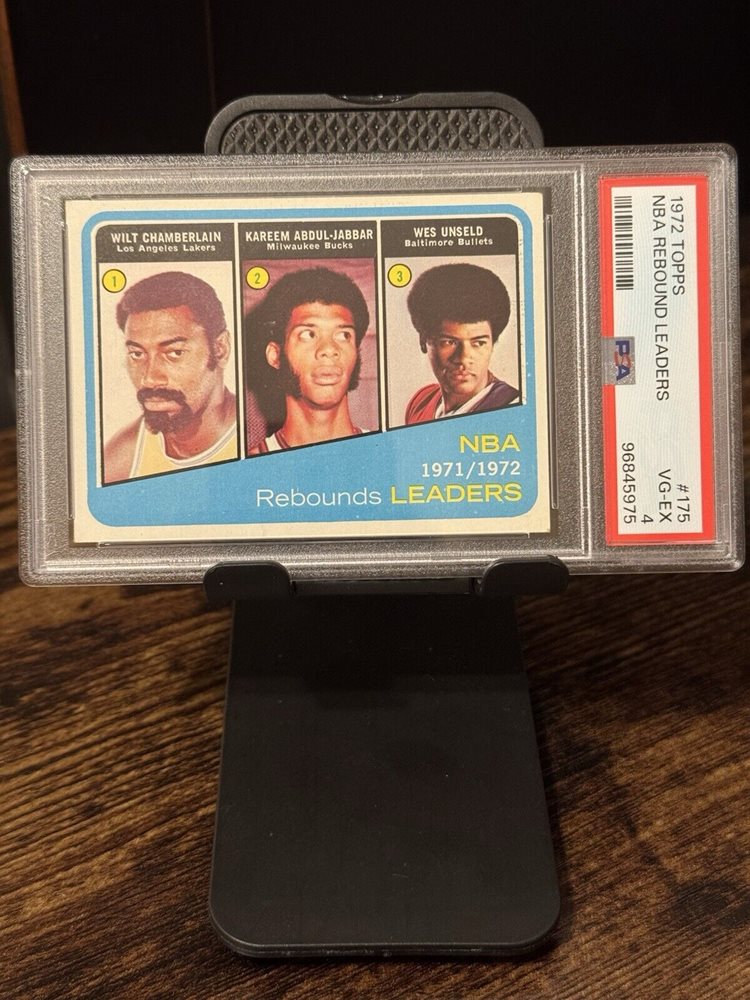 WILT CHAMBERLAIN
Los Angeles Lakers
1
KAREEM ABDUL-JABBAR
Milwaukee Bucks
2
WES UNSELD
Baltimore Bullets
3
NBA
1971/1972
Rebounds LEADERS
1972 TOPPS
NBA REBOUND LEADERS
PSA
#175
VG-EX
4
96845975